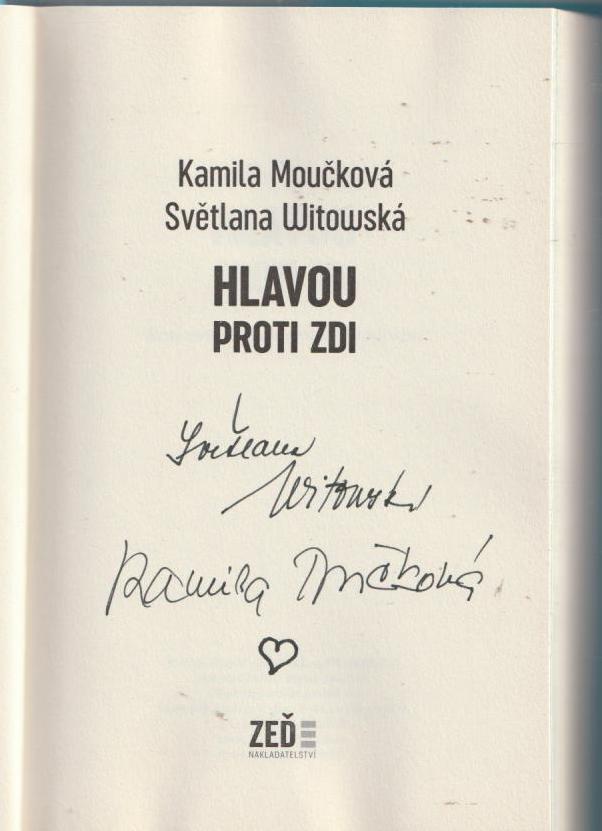 Kamila Moučková
Světlana Witowská
HLAVOU
PROTI ZDI
Světlana
Witowská
Kamila Moučková
ZEĎ
NAKLADATELSTVÍ